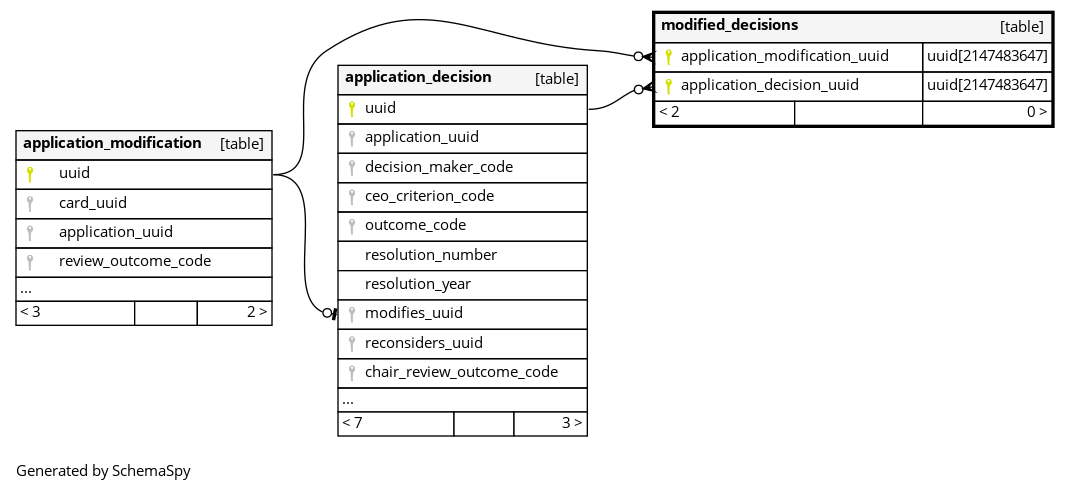 modified_decisions [table]
application_modification_uuid uuid[2147483647]
application_decision_uuid uuid[2147483647]
< 2 0 >
application_decision [table]
uuid
application_uuid
decision_maker_code
ceo_criterion_code
outcome_code
resolution_number
resolution_year
modifies_uuid
reconsiders_uuid
chair_review_outcome_code
...
< 7 3 >
application_modification [table]
uuid
card_uuid
application_uuid
review_outcome_code
...
< 3 2 >
Generated by SchemaSpy